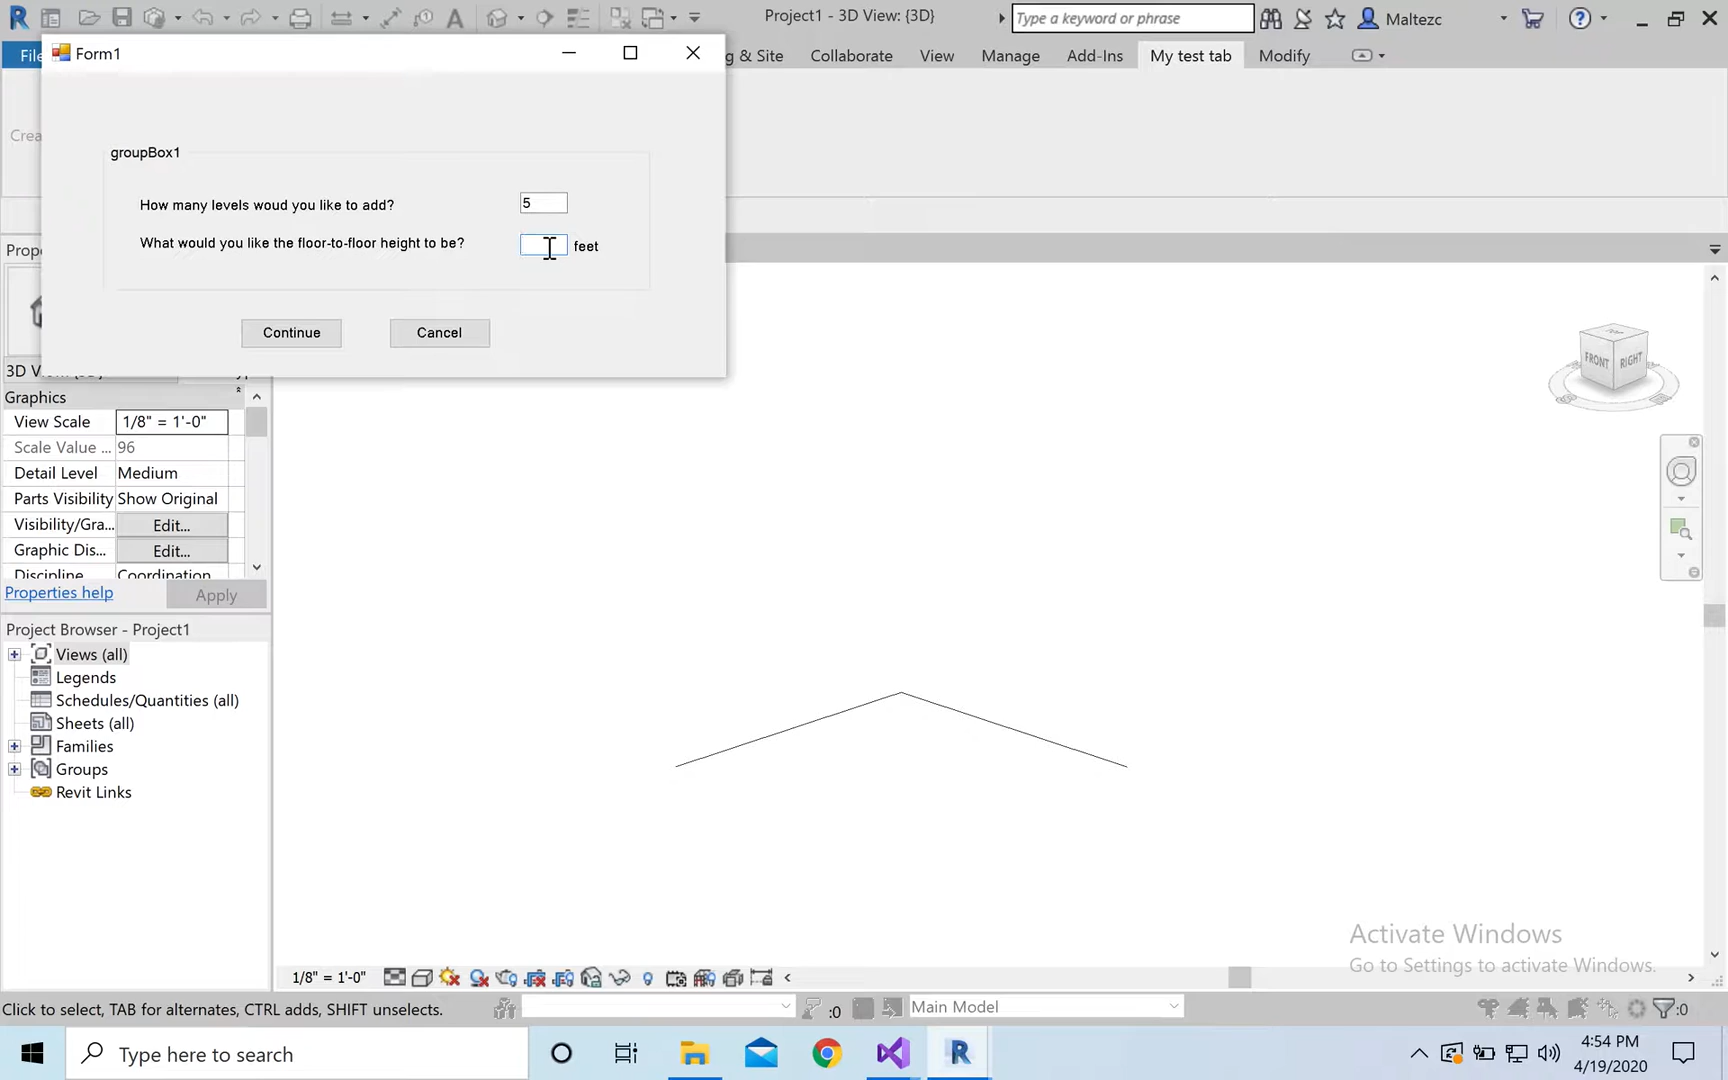 Project1 - 3D View: {3D}
Type a keyword or phrase
Maltezc
File
Form1
g & Site
Collaborate
View
Manage
Add-Ins
My test tab
Modify
Crea
groupBox1
How many levels woud you like to add?
5
What would you like the floor-to-floor height to be?
feet
Continue
Cancel
Prope
3D V
Graphics
View Scale
1/8" = 1'-0"
Scale Value ...
96
Detail Level
Medium
Parts Visibility
Show Original
Visibility/Gra...
Edit...
Graphic Dis...
Edit...
Discipline
Coordination
Properties help
Apply
Project Browser - Project1
Views (all)
Legends
Schedules/Quantities (all)
Sheets (all)
Families
Groups
Revit Links
FRONT
RIGHT
TOP
Activate Windows
Go to Settings to activate Windows.
1/8" = 1'-0"
Click to select, TAB for alternates, CTRL adds, SHIFT unselects.
:0
Main Model
:0
Type here to search
4:54 PM
4/19/2020